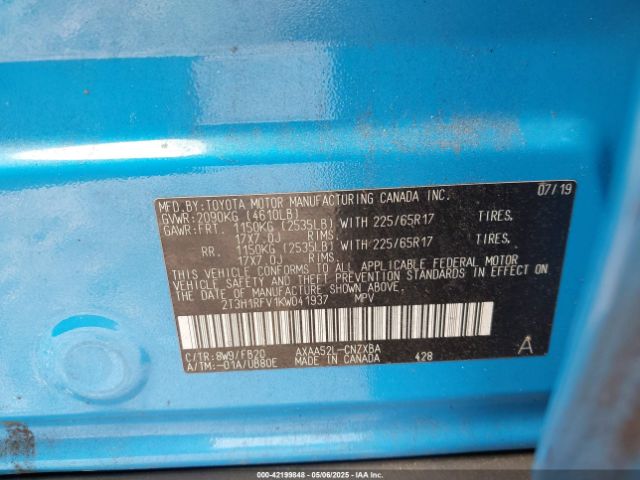 MFD.BY:TOYOTA MOTOR MANUFACTURING CANADA INC. 07/19
GVWR:2090KG (4610LB)
GAWR:FRT. 1150KG (2535LB) WITH 225/65R17 TIRES.
17X7.0J RIMS
RR. 1150KG (2535LB) WITH 225/65R17 TIRES.
17X7.0J RIMS
THIS VEHICLE CONFORMS TO ALL APPLICABLE FEDERAL MOTOR
VEHICLE SAFETY AND THEFT PREVENTION STANDARDS IN EFFECT
ON THE DATE OF MANUFACTURE SHOWN ABOVE.
2T3H1RFV1KW041937 MPV
C/TR:8W9/FB20 AXAA52L-CNZXBA A
A/TM:-01A/UB80E MADE IN CANADA 428
000-42199848 - 05/06/2025 - IAAI.COM